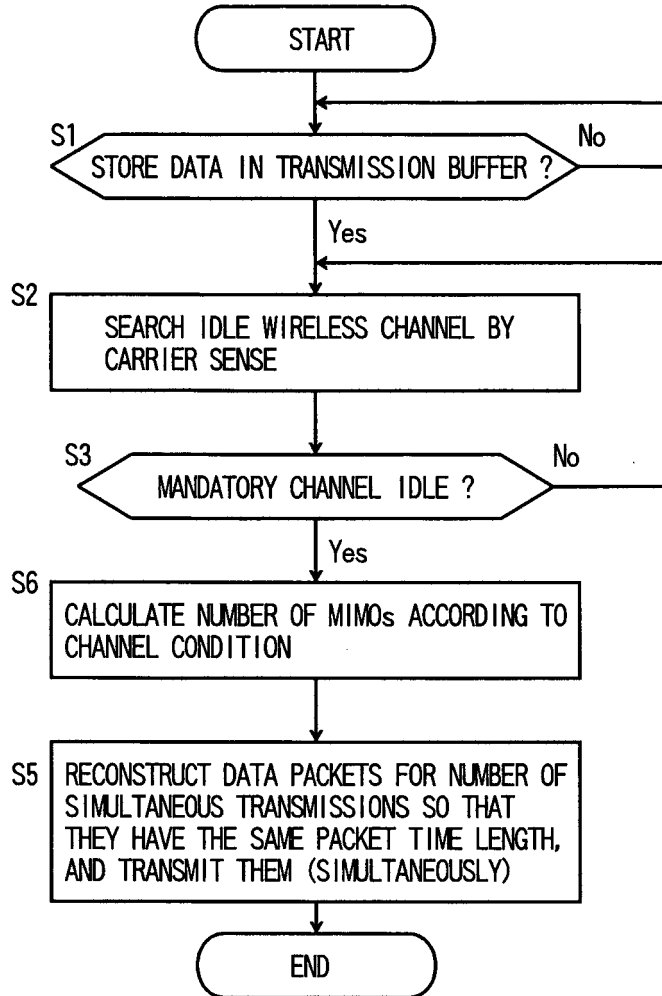 START
S1
No
STORE DATA IN TRANSMISSION BUFFER ?
Yes
S2
SEARCH IDLE WIRELESS CHANNEL BY
CARRIER SENSE
S3
No
MANDATORY CHANNEL IDLE ?
Yes
S6
CALCULATE NUMBER OF MIMOs ACCORDING TO
CHANNEL CONDITION
S5
RECONSTRUCT DATA PACKETS FOR NUMBER OF
SIMULTANEOUS TRANSMISSIONS SO THAT
THEY HAVE THE SAME PACKET TIME LENGTH,
AND TRANSMIT THEM (SIMULTANEOUSLY)
END